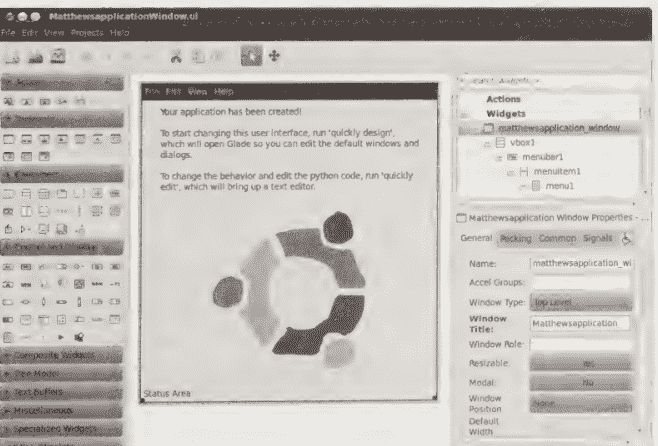 MatthewsapplicationWindow.ui
File Edit View Projects Help
File Edit View Help
Your application has been created!
To start changing this user interface, run 'quickly design',
which will open Glade so you can edit the default windows and
dialogs.
To change the behavior and edit the python code, run 'quickly
edit', which will bring up a text editor.
Status Area
Composite Widgets
Tree Model
Text Buffers
Miscellaneous
Specialized Widgets
Actions
Widgets
matthewsapplication_window
vbox1
menubar1
menuitem1
menu1
Matthewsapplication Window Properties - ...
General Packing Common Signals
Name: matthewsapplication_wi
Accel Groups:
Window Type: Top Level
Window
Title: Matthewsapplication
Window Role:
Resizable: Yes
Modal: No
Window
Position None
Default
Width